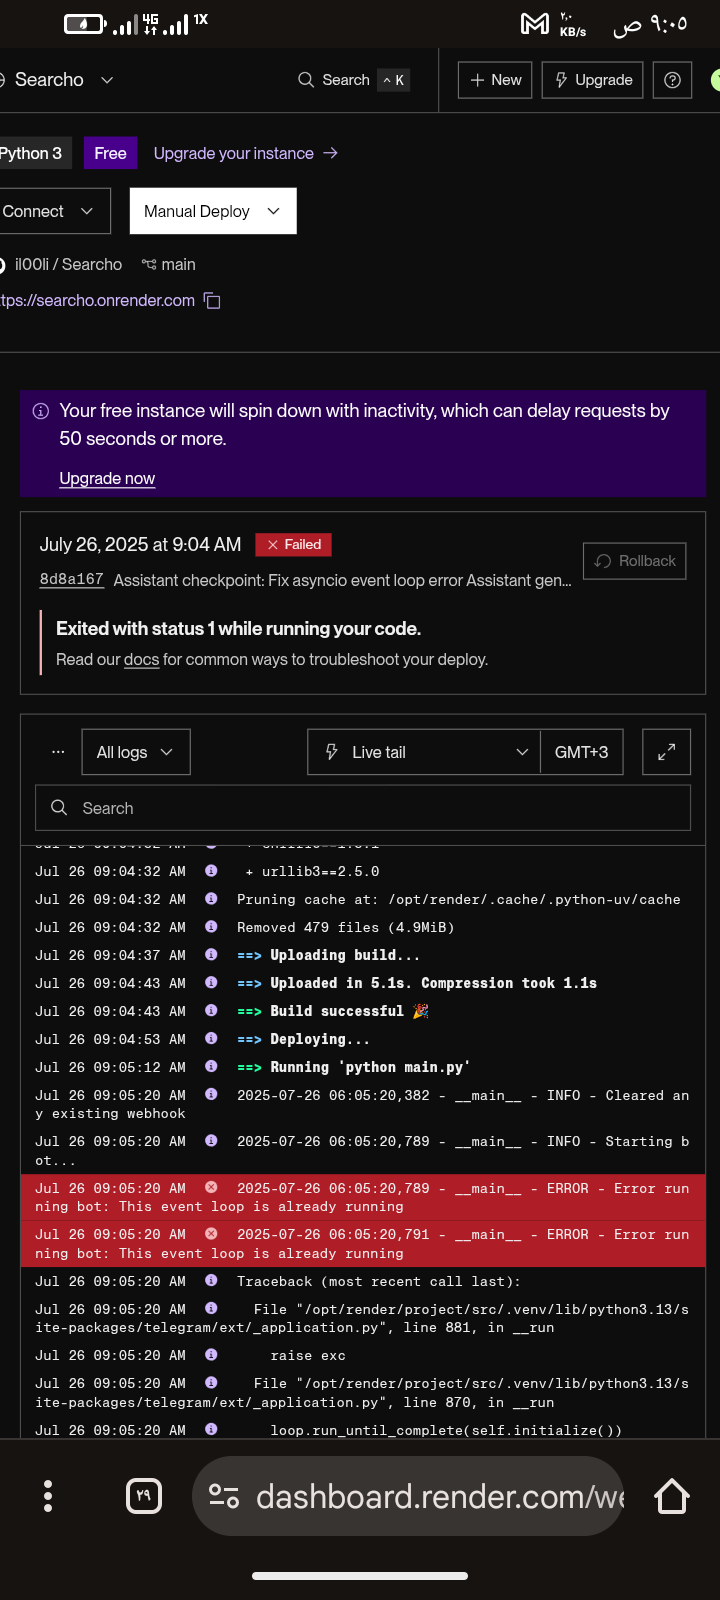 4G 1X
٢,٠ KB/s
٩:٠٥ ص
Searcho
Search ^ K
New
Upgrade
Python 3
Free
Upgrade your instance →
Connect
Manual Deploy
il00li / Searcho
main
ttps://searcho.onrender.com
Your free instance will spin down with inactivity, which can delay requests by
50 seconds or more.
Upgrade now
July 26, 2025 at 9:04 AM
Failed
8d8a167 Assistant checkpoint: Fix asyncio event loop error Assistant gen...
Rollback
Exited with status 1 while running your code.
Read our docs for common ways to troubleshoot your deploy.
...
All logs
Live tail
GMT+3
Search
Jul 26 09:04:32 AM + urllib3==2.5.0
Jul 26 09:04:32 AM Pruning cache at: /opt/render/.cache/.python-uv/cache
Jul 26 09:04:32 AM Removed 479 files (4.9MiB)
Jul 26 09:04:37 AM ==> Uploading build...
Jul 26 09:04:43 AM ==> Uploaded in 5.1s. Compression took 1.1s
Jul 26 09:04:43 AM ==> Build successful 🎉
Jul 26 09:04:53 AM ==> Deploying...
Jul 26 09:05:12 AM ==> Running 'python main.py'
Jul 26 09:05:20 AM 2025-07-26 06:05:20,382 - __main__ - INFO - Cleared an
y existing webhook
Jul 26 09:05:20 AM 2025-07-26 06:05:20,789 - __main__ - INFO - Starting b
ot...
Jul 26 09:05:20 AM 2025-07-26 06:05:20,789 - __main__ - ERROR - Error run
ning bot: This event loop is already running
Jul 26 09:05:20 AM 2025-07-26 06:05:20,791 - __main__ - ERROR - Error run
ning bot: This event loop is already running
Jul 26 09:05:20 AM Traceback (most recent call last):
Jul 26 09:05:20 AM File "/opt/render/project/src/.venv/lib/python3.13/s
ite-packages/telegram/ext/_application.py", line 881, in __run
Jul 26 09:05:20 AM raise exc
Jul 26 09:05:20 AM File "/opt/render/project/src/.venv/lib/python3.13/s
ite-packages/telegram/ext/_application.py", line 870, in __run
Jul 26 09:05:20 AM loop.run_until_complete(self.initialize())
٢٩
dashboard.render.com/we